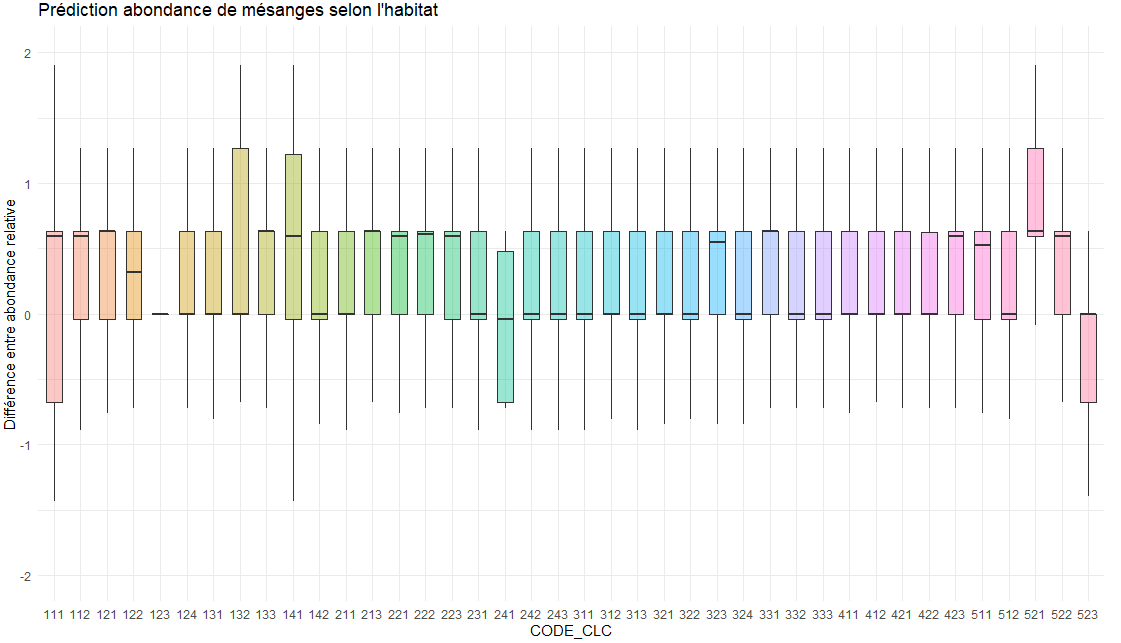 Prédiction abondance de mésanges selon l'habitat
Différence entre abondance relative
2
1
0
-1
-2
111 112 121 122 123 124 131 132 133 141 142 211 213 221 222 223 231 241 242 243 311 312 313 321 322 323 324 331 332 333 411 412 421 422 423 511 512 521 522 523
CODE_CLC